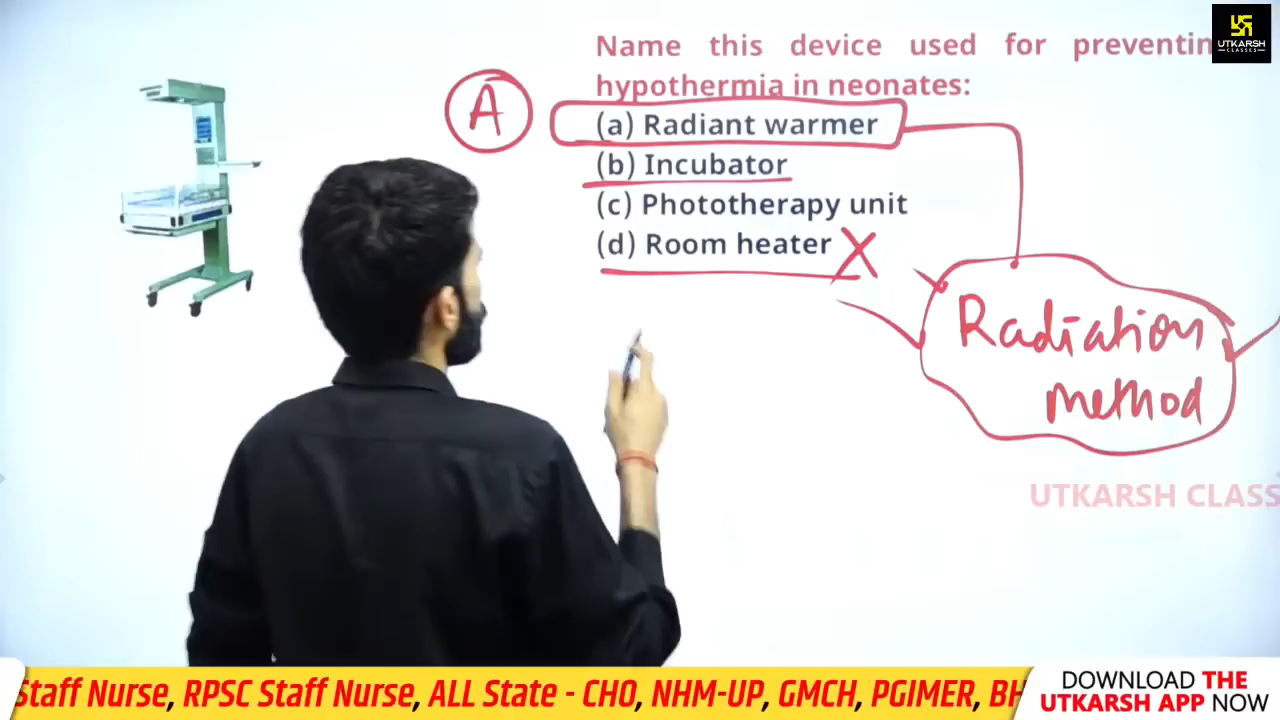 UTKARSH
CLASSES
Name this device used for preventin
hypothermia in neonates:
A
(a) Radiant warmer
(b) Incubator
(c) Phototherapy unit
(d) Room heater X
Radiation
method
UTKARSH CLASS
Staff Nurse, RPSC Staff Nurse, ALL State - CHO, NHM-UP, GMCH, PGIMER, BH
DOWNLOAD THE
UTKARSH APP NOW